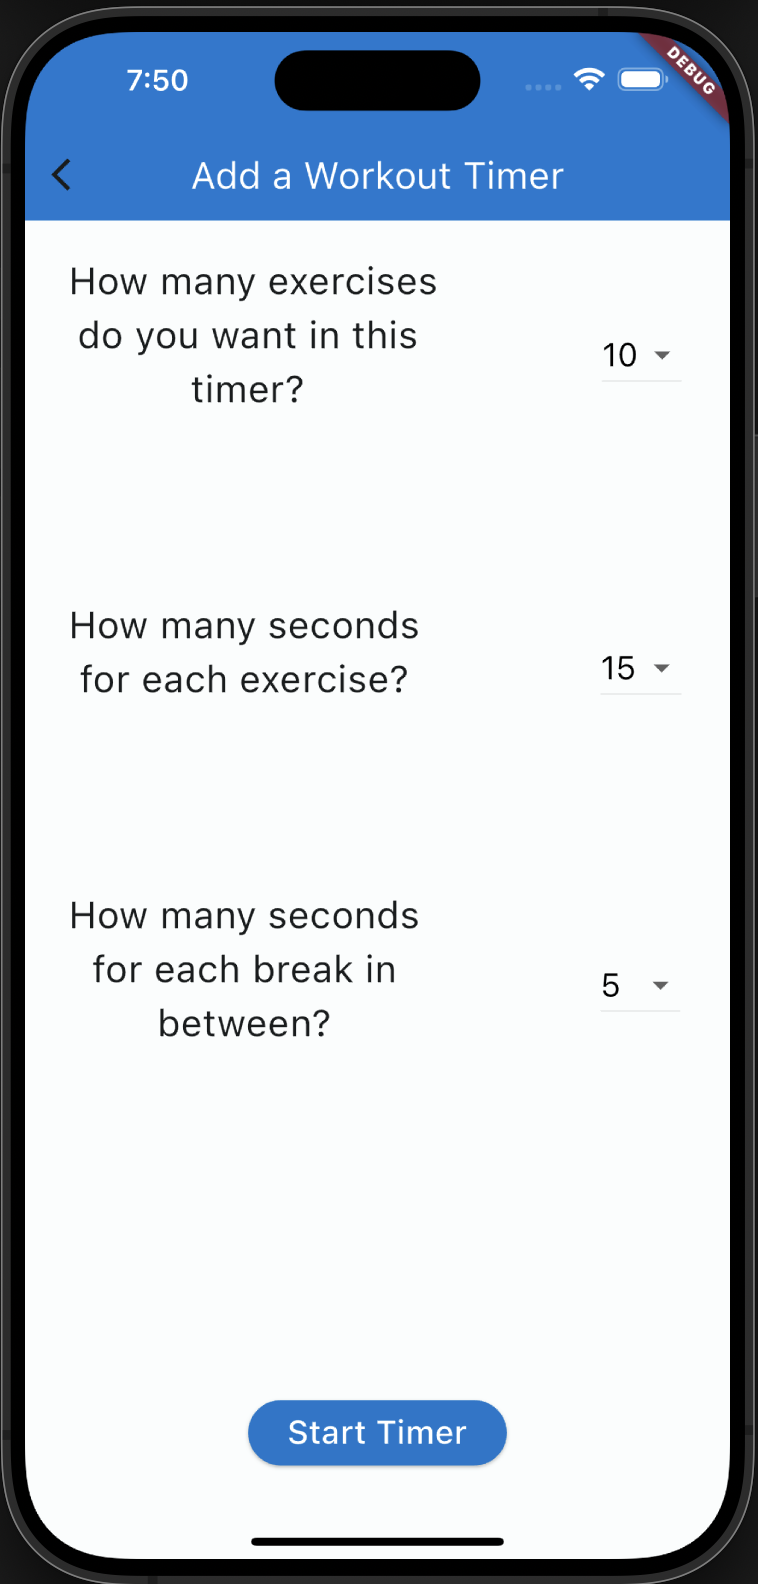 7:50
DEBUG
Add a Workout Timer
How many exercises
do you want in this
timer?
10
How many seconds
for each exercise?
15
How many seconds
for each break in
between?
5
Start Timer